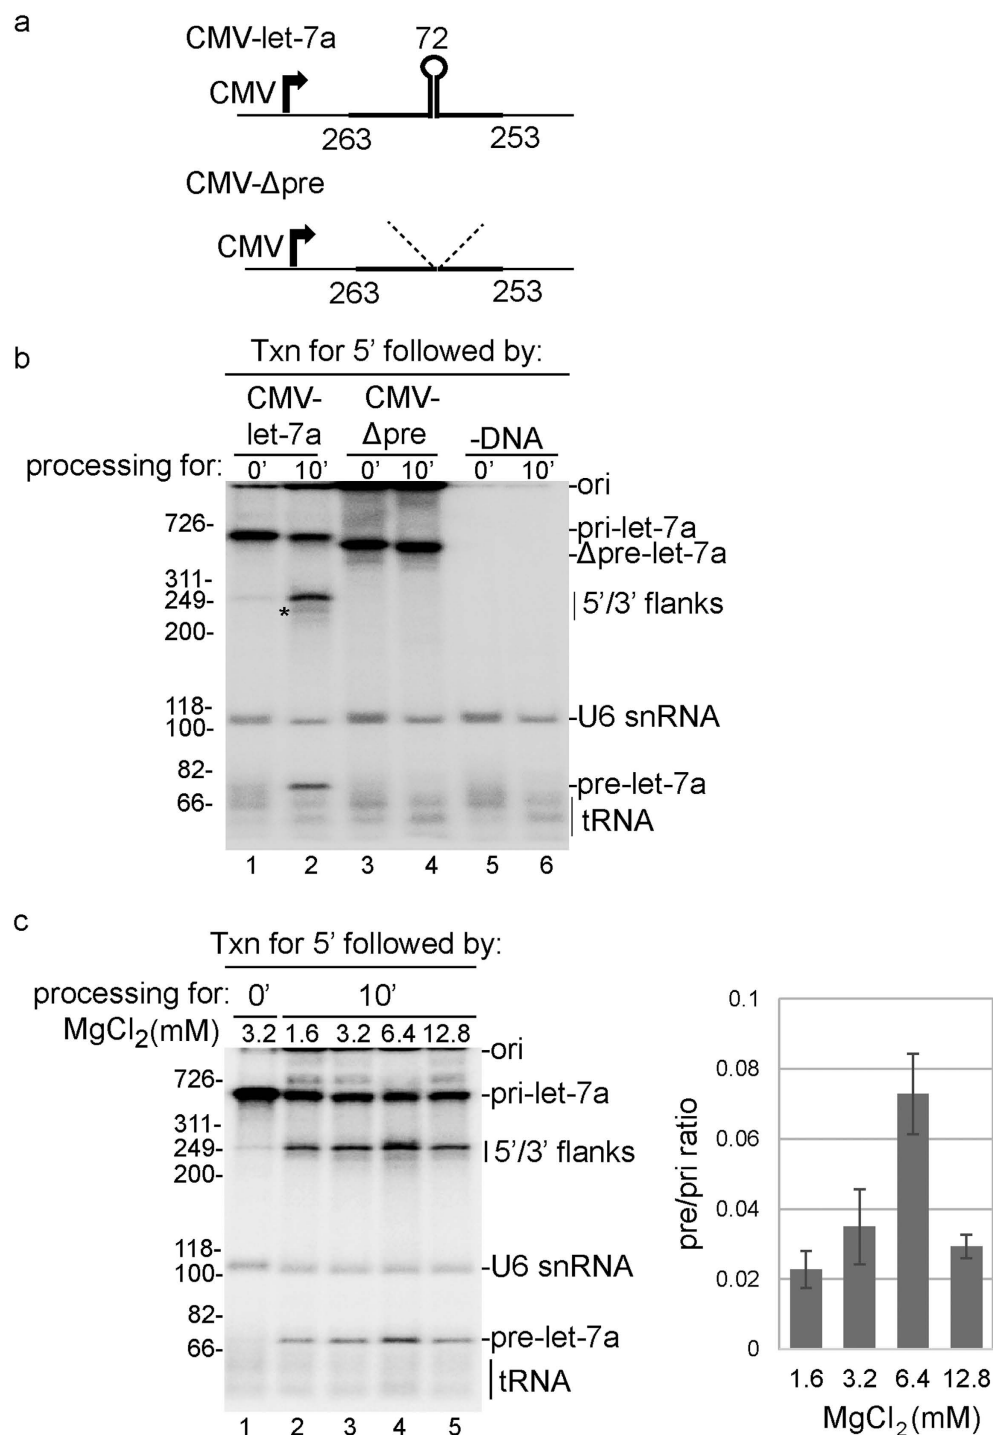 a
CMV-let-7a
72
CMV
263 253
CMV-Δpre
CMV
263 253
b
Txn for 5’ followed by:
CMV-let-7a CMV-Δpre -DNA
processing for: 0’ 10’ 0’ 10’ 0’ 10’
-ori
726-
-pri-let-7a
-Δpre-let-7a
311-
249-
5’/3’ flanks
*
200-
118-
-U6 snRNA
100-
82-
-pre-let-7a
66-
tRNA
1 2 3 4 5 6
c
Txn for 5’ followed by:
processing for: 0’ 10’
MgCl2(mM) 3.2 1.6 3.2 6.4 12.8
-ori
726-
-pri-let-7a
311-
249-
5’/3’ flanks
200-
118-
-U6 snRNA
100-
82-
-pre-let-7a
66-
tRNA
1 2 3 4 5
0.1
0.08
0.06
0.04
0.02
0
pre/pri ratio
1.6 3.2 6.4 12.8
MgCl2(mM)